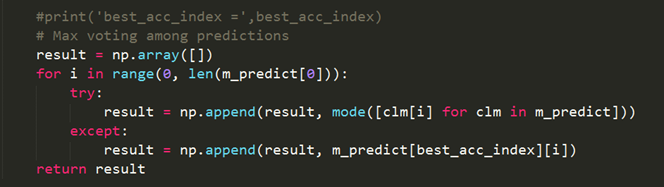 #print('best_acc_index =',best_acc_index)
# Max voting among predictions
result = np.array([])
for i in range(0, len(m_predict[0])):
    try:
        result = np.append(result, mode([clm[i] for clm in m_predict]))
    except:
        result = np.append(result, m_predict[best_acc_index][i])
return result